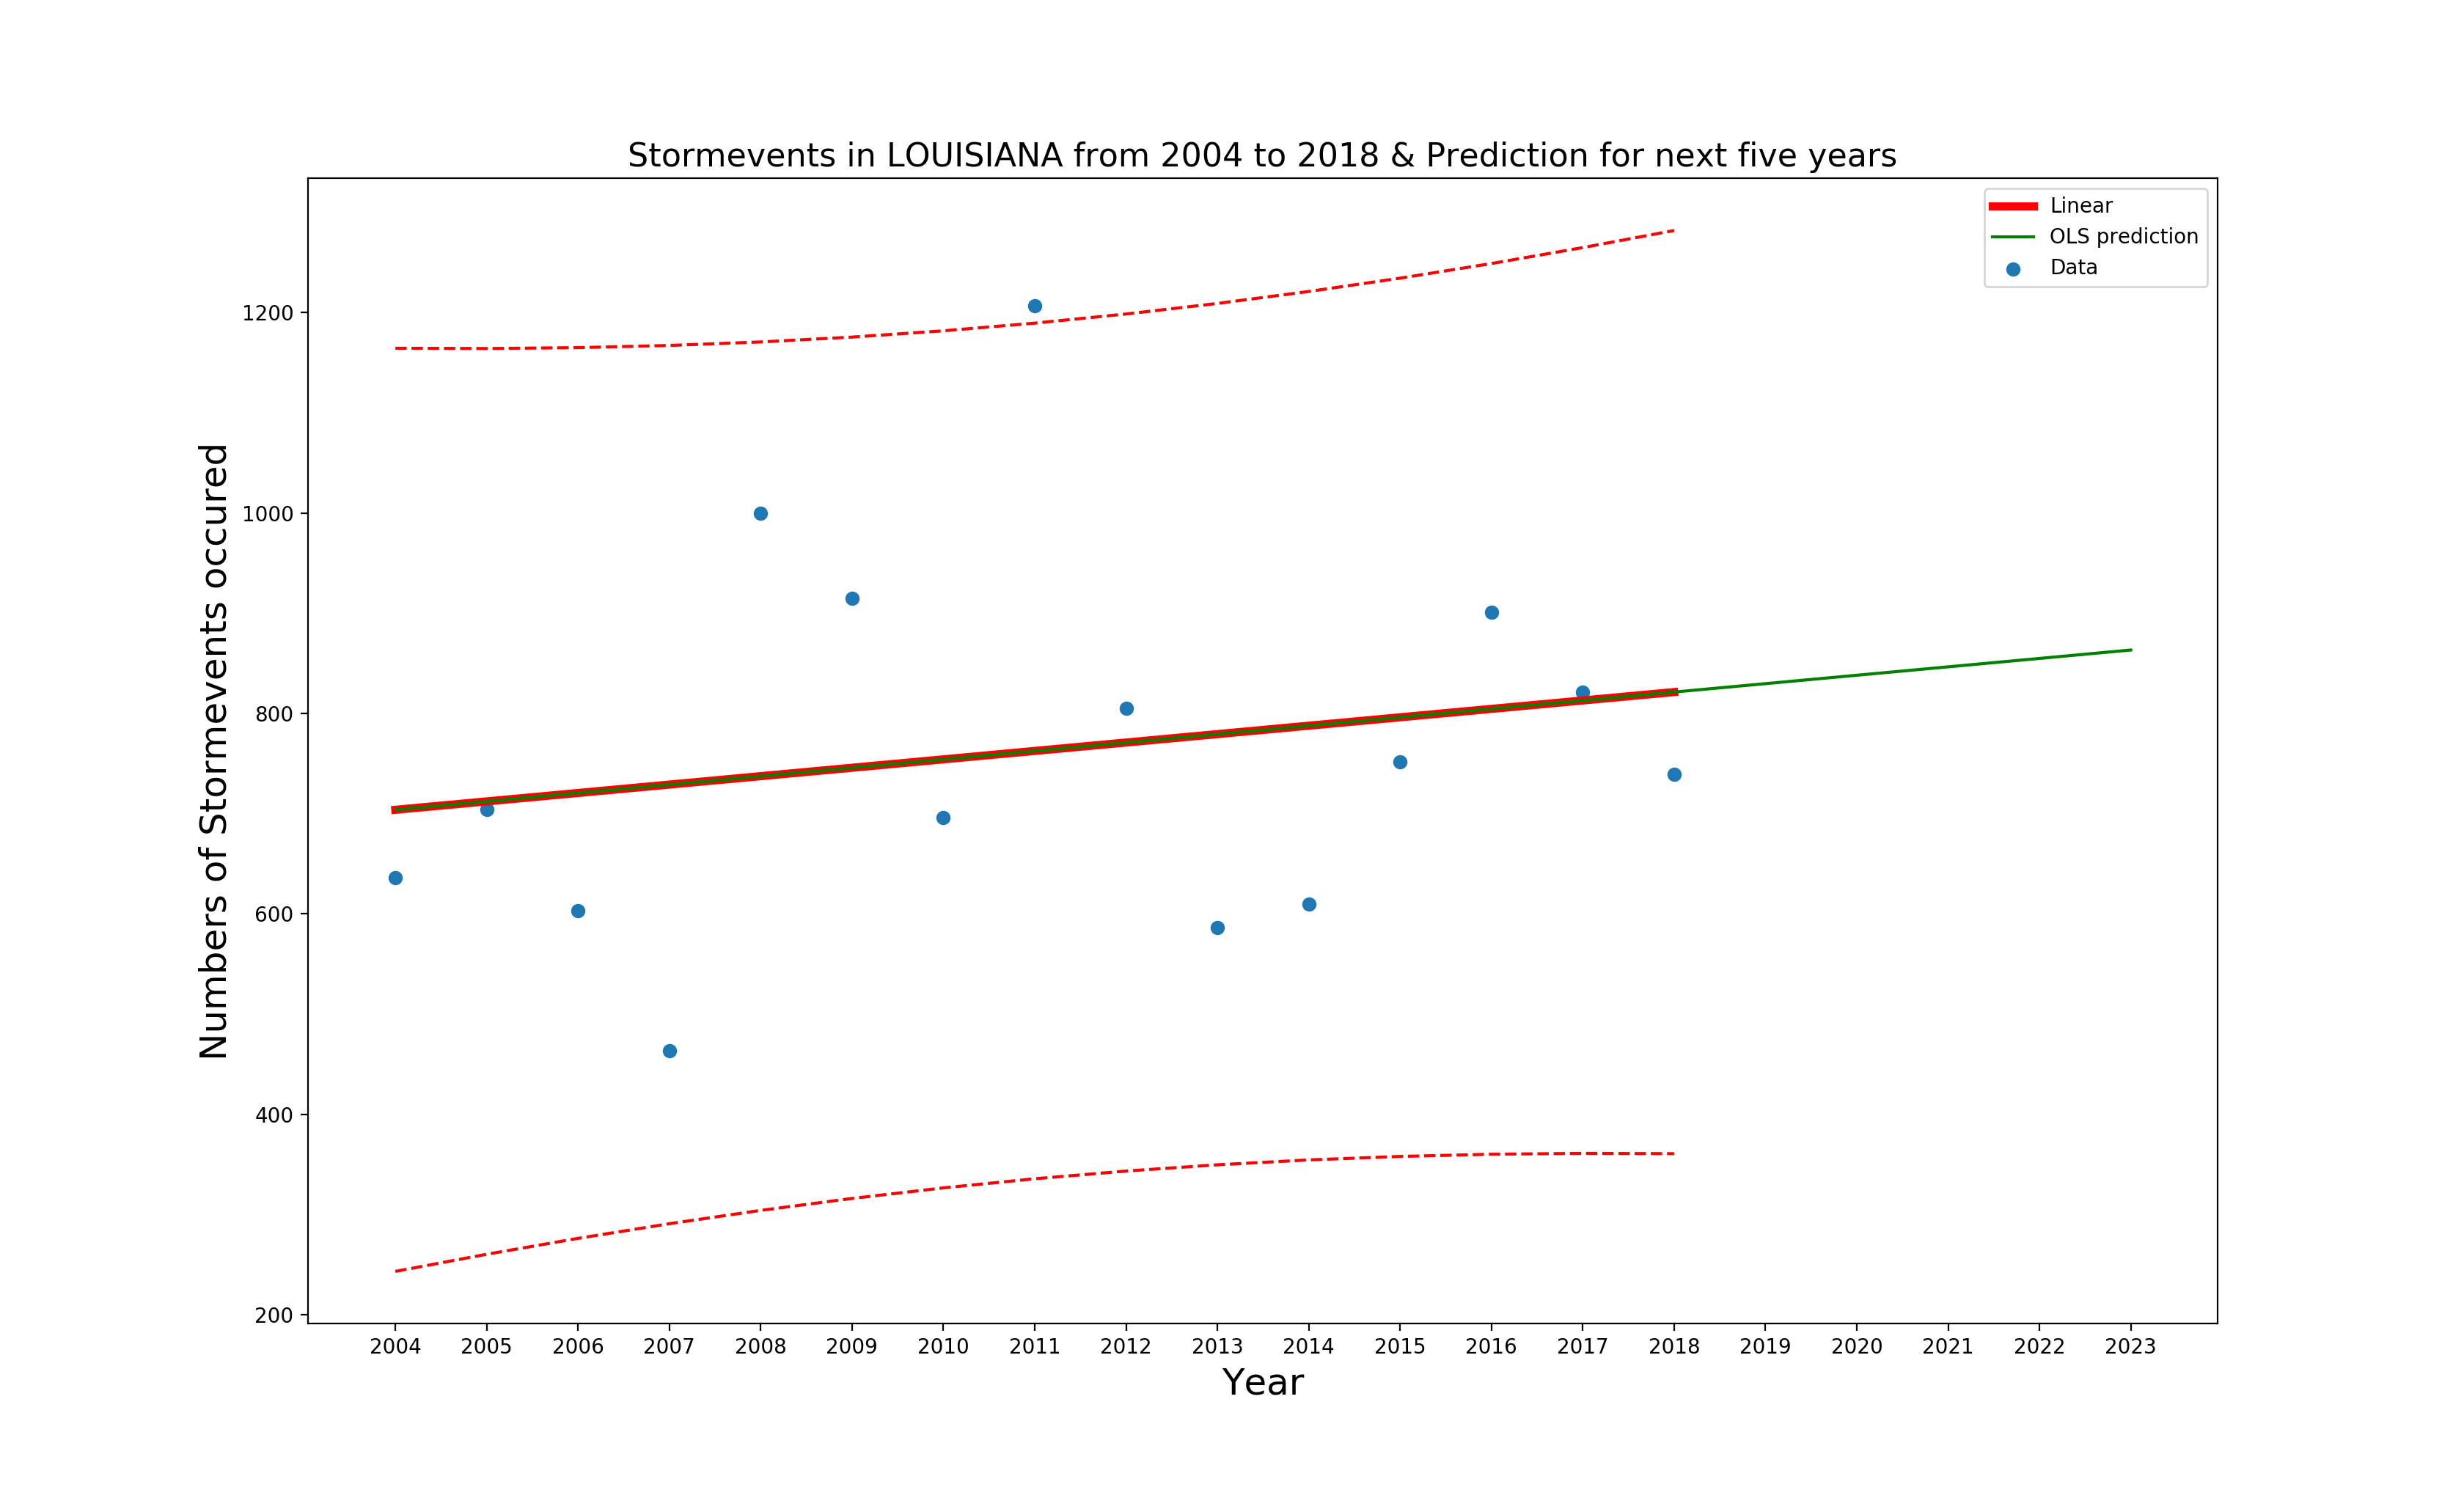 Stormevents in LOUISIANA from 2004 to 2018 & Prediction for next five years
Linear
OLS prediction
Data
Numbers of Stormevents occured
1200
1000
800
600
400
200
2004 2005 2006 2007 2008 2009 2010 2011 2012 2013 2014 2015 2016 2017 2018 2019 2020 2021 2022 2023
Year